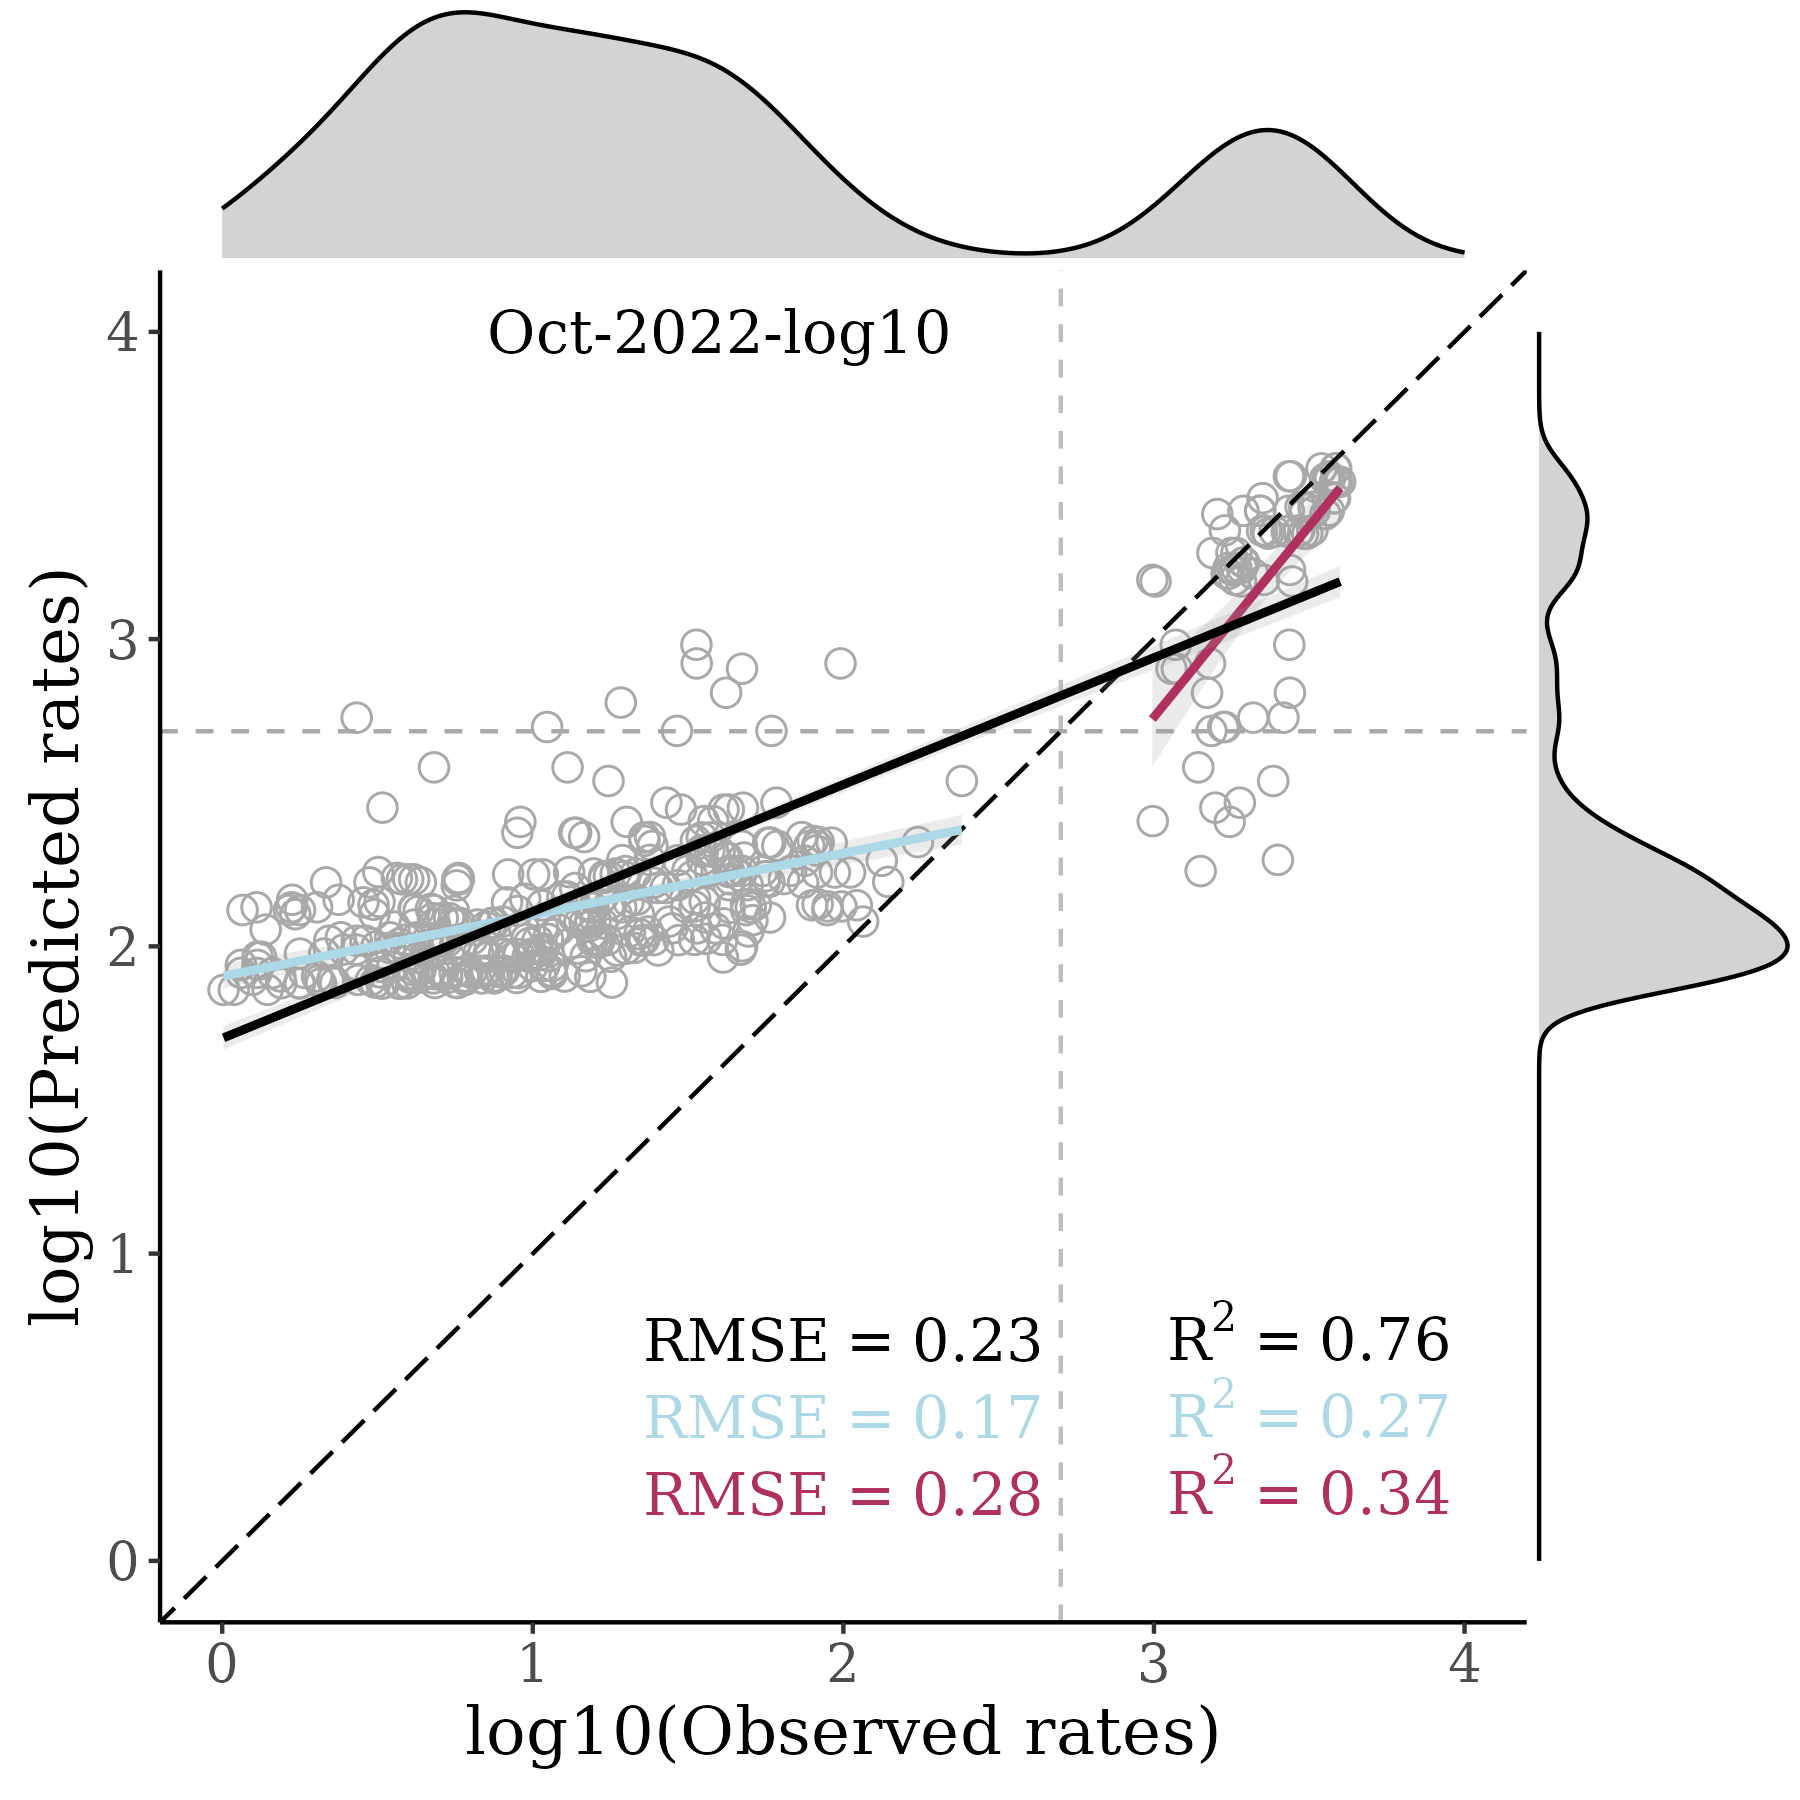 Oct-2022-log10
4
3
2
1
0
log10(Predicted rates)
RMSE = 0.23 R² = 0.76
RMSE = 0.17 R² = 0.27
RMSE = 0.28 R² = 0.34
0 1 2 3 4
log10(Observed rates)